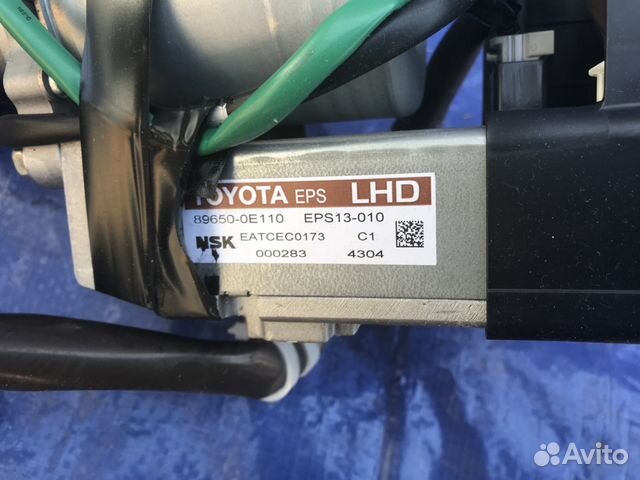 TOYOTA EPS LHD
89650-0E110 EPS13-010
NSK EATCEC0173 C1
000283 4304
Avito